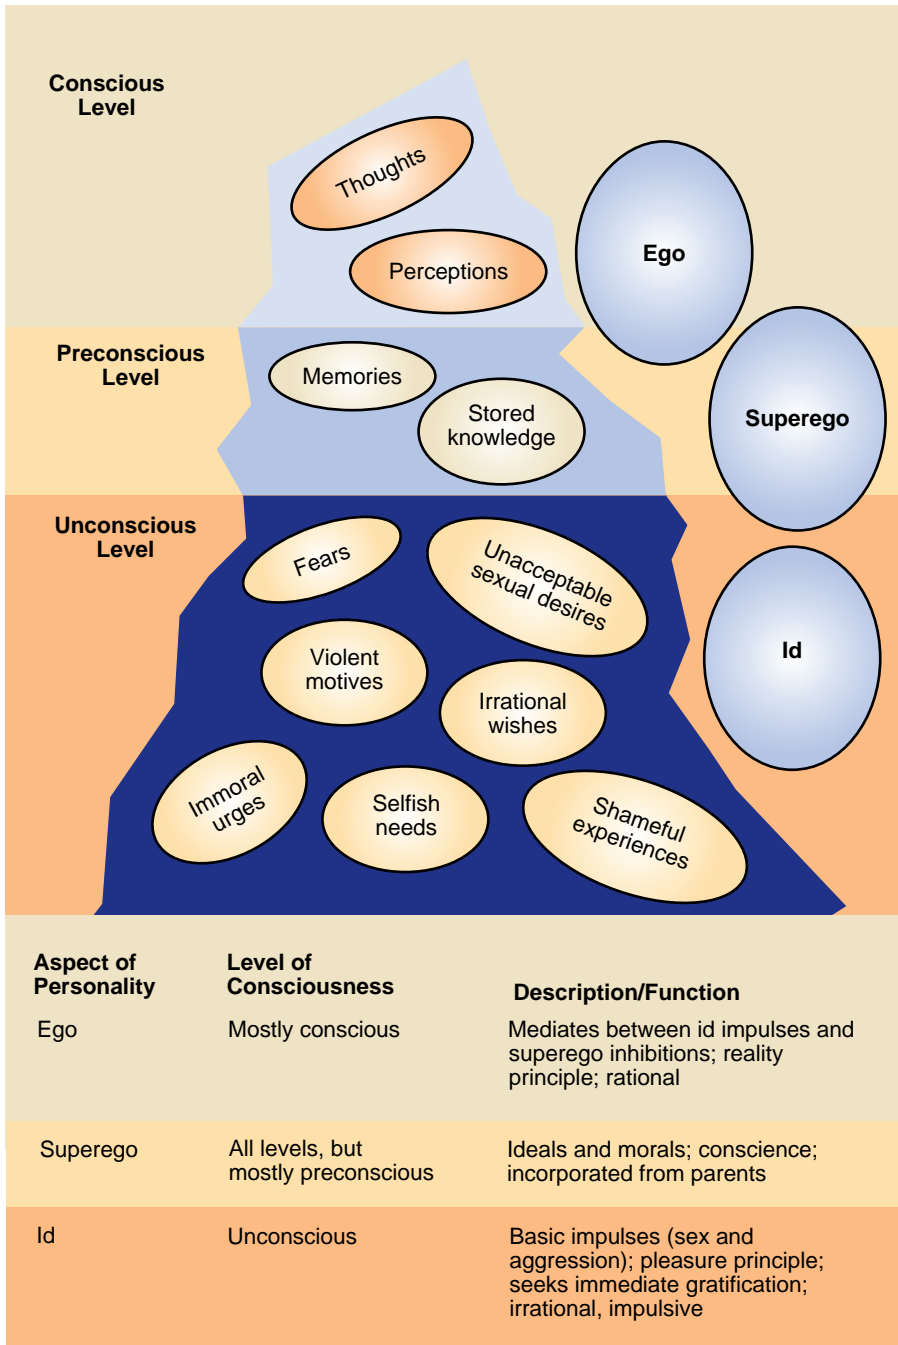 Conscious
Level
Thoughts
Perceptions
Ego
Preconscious
Level
Memories
Stored
knowledge
Superego
Unconscious
Level
Fears
Unacceptable
sexual desires
Violent
motives
Irrational
wishes
Id
Immoral
urges
Selfish
needs
Shameful
experiences
Aspect of
Personality
Level of
Consciousness
Description/Function
Ego
Mostly conscious
Mediates between id impulses and
superego inhibitions; reality
principle; rational
Superego
All levels, but
mostly preconscious
Ideals and morals; conscience;
incorporated from parents
Id
Unconscious
Basic impulses (sex and
aggression); pleasure principle;
seeks immediate gratification;
irrational, impulsive